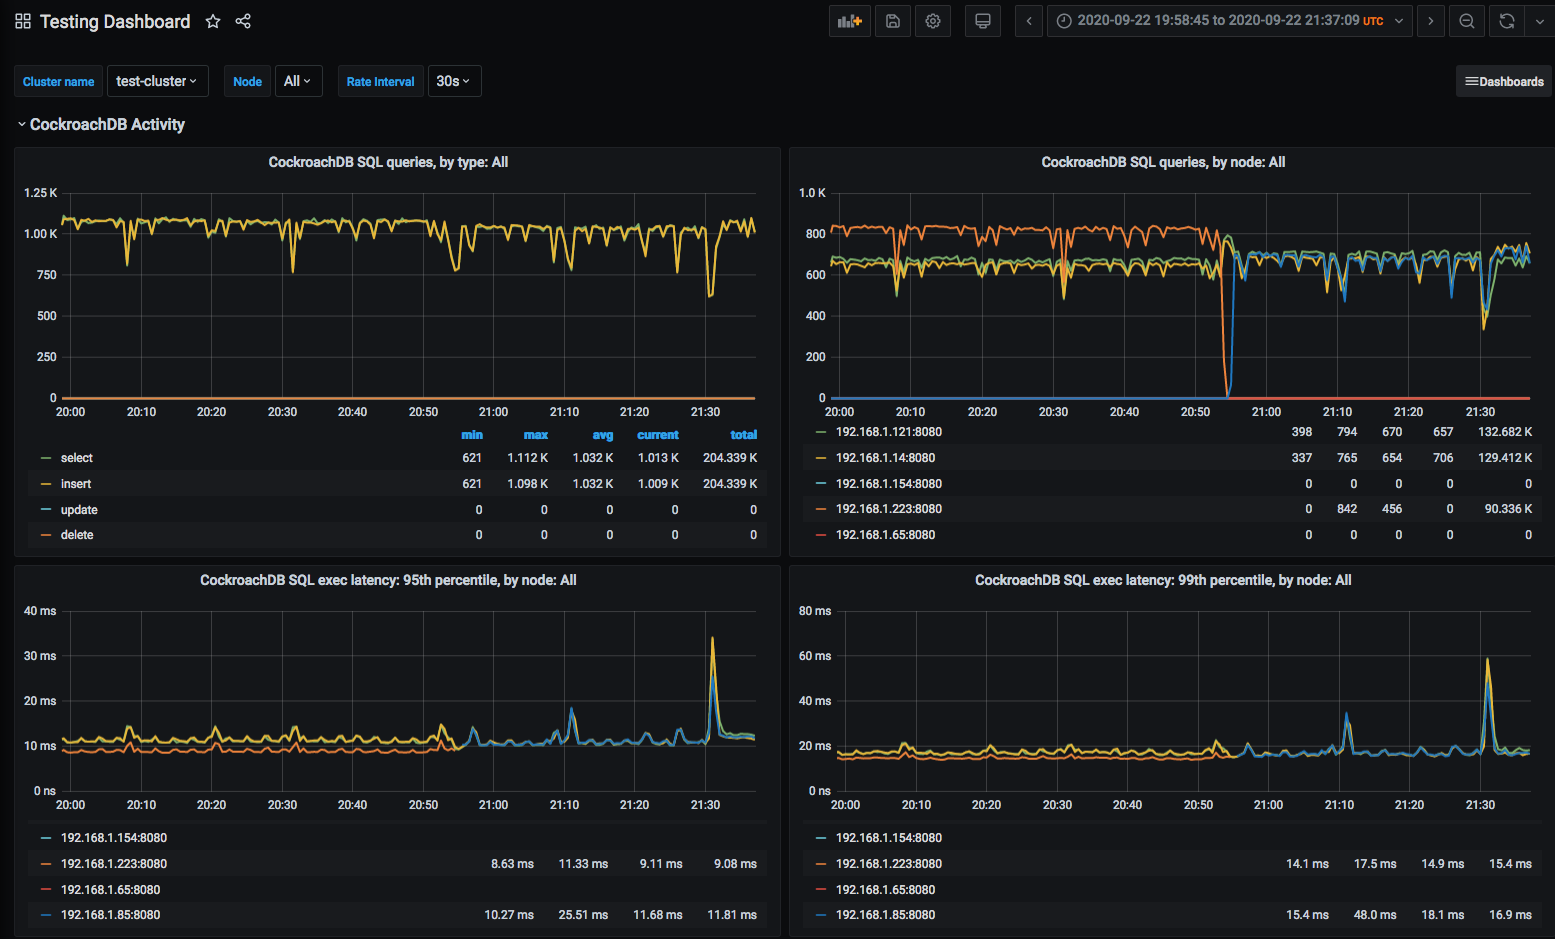 Testing Dashboard
2020-09-22 19:58:45 to 2020-09-22 21:37:09 UTC
Cluster name test-cluster Node All Rate Interval 30s Dashboards
CockroachDB Activity
CockroachDB SQL queries, by type: All
1.25 K
1.00 K
750
500
250
0
20:00 20:10 20:20 20:30 20:40 20:50 21:00 21:10 21:20 21:30
min max avg current total
select 621 1.112 K 1.032 K 1.013 K 204.339 K
insert 621 1.098 K 1.032 K 1.009 K 204.339 K
update 0 0 0 0 0
delete 0 0 0 0 0
CockroachDB SQL queries, by node: All
1.0 K
800
600
400
200
0
20:00 20:10 20:20 20:30 20:40 20:50 21:00 21:10 21:20 21:30
192.168.1.121:8080 398 794 670 657 132.682 K
192.168.1.14:8080 337 765 654 706 129.412 K
192.168.1.154:8080 0 0 0 0 0
192.168.1.223:8080 0 842 456 0 90.336 K
192.168.1.65:8080 0 0 0 0 0
CockroachDB SQL exec latency: 95th percentile, by node: All
40 ms
30 ms
20 ms
10 ms
0 ns
20:00 20:10 20:20 20:30 20:40 20:50 21:00 21:10 21:20 21:30
192.168.1.154:8080
192.168.1.223:8080 8.63 ms 11.33 ms 9.11 ms 9.08 ms
192.168.1.65:8080
192.168.1.85:8080 10.27 ms 25.51 ms 11.68 ms 11.81 ms
CockroachDB SQL exec latency: 99th percentile, by node: All
80 ms
60 ms
40 ms
20 ms
0 ns
20:00 20:10 20:20 20:30 20:40 20:50 21:00 21:10 21:20 21:30
192.168.1.154:8080
192.168.1.223:8080 14.1 ms 17.5 ms 14.9 ms 15.4 ms
192.168.1.65:8080
192.168.1.85:8080 15.4 ms 48.0 ms 18.1 ms 16.9 ms